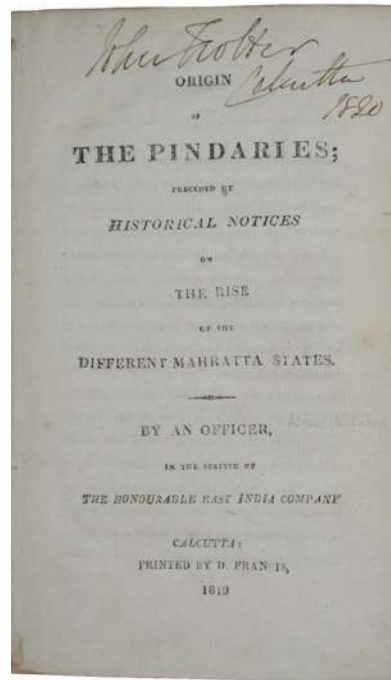 John Trotter
Calcutta
1820
ORIGIN
OF
THE PINDARIES;
PRECEDED BY
HISTORICAL NOTICES
ON
THE RISE
OF THE
DIFFERENT MAHRATTA STATES.
BY AN OFFICER,
IN THE SERVICE OF
THE HONOURABLE EAST INDIA COMPANY
CALCUTTA:
PRINTED BY D. FRANCIS,
1819